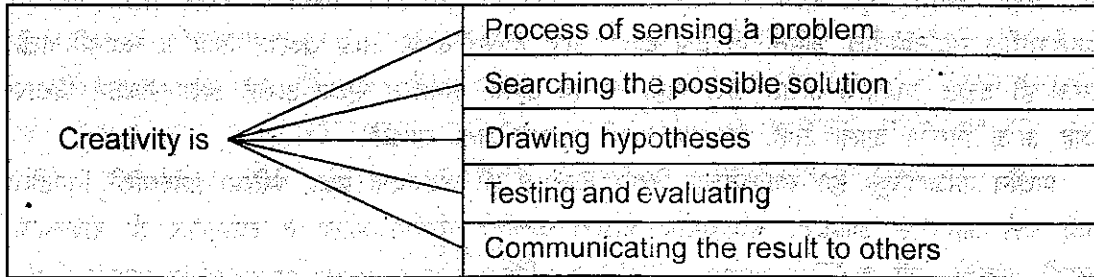 Process of sensing a problem
Searching the possible solution
Creativity is
Drawing hypotheses
Testing and evaluating
Communicating the result to others